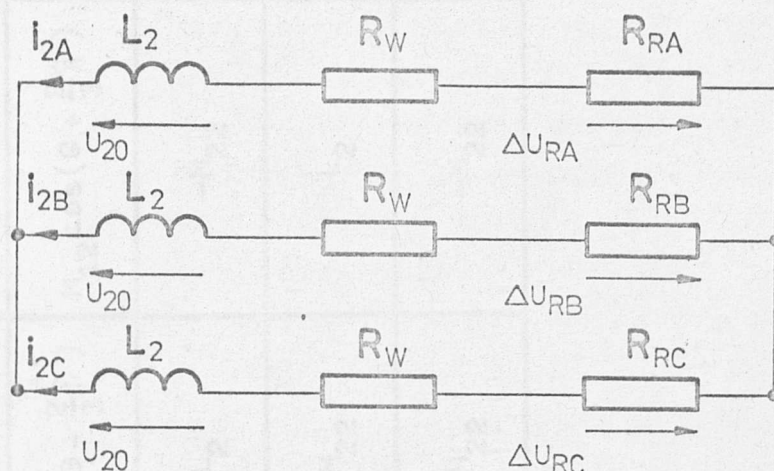 i2A L2 RW RRA
U20 ΔURA
i2B L2 RW RRB
U20 ΔURB
i2C L2 RW RRC
U20 ΔURC